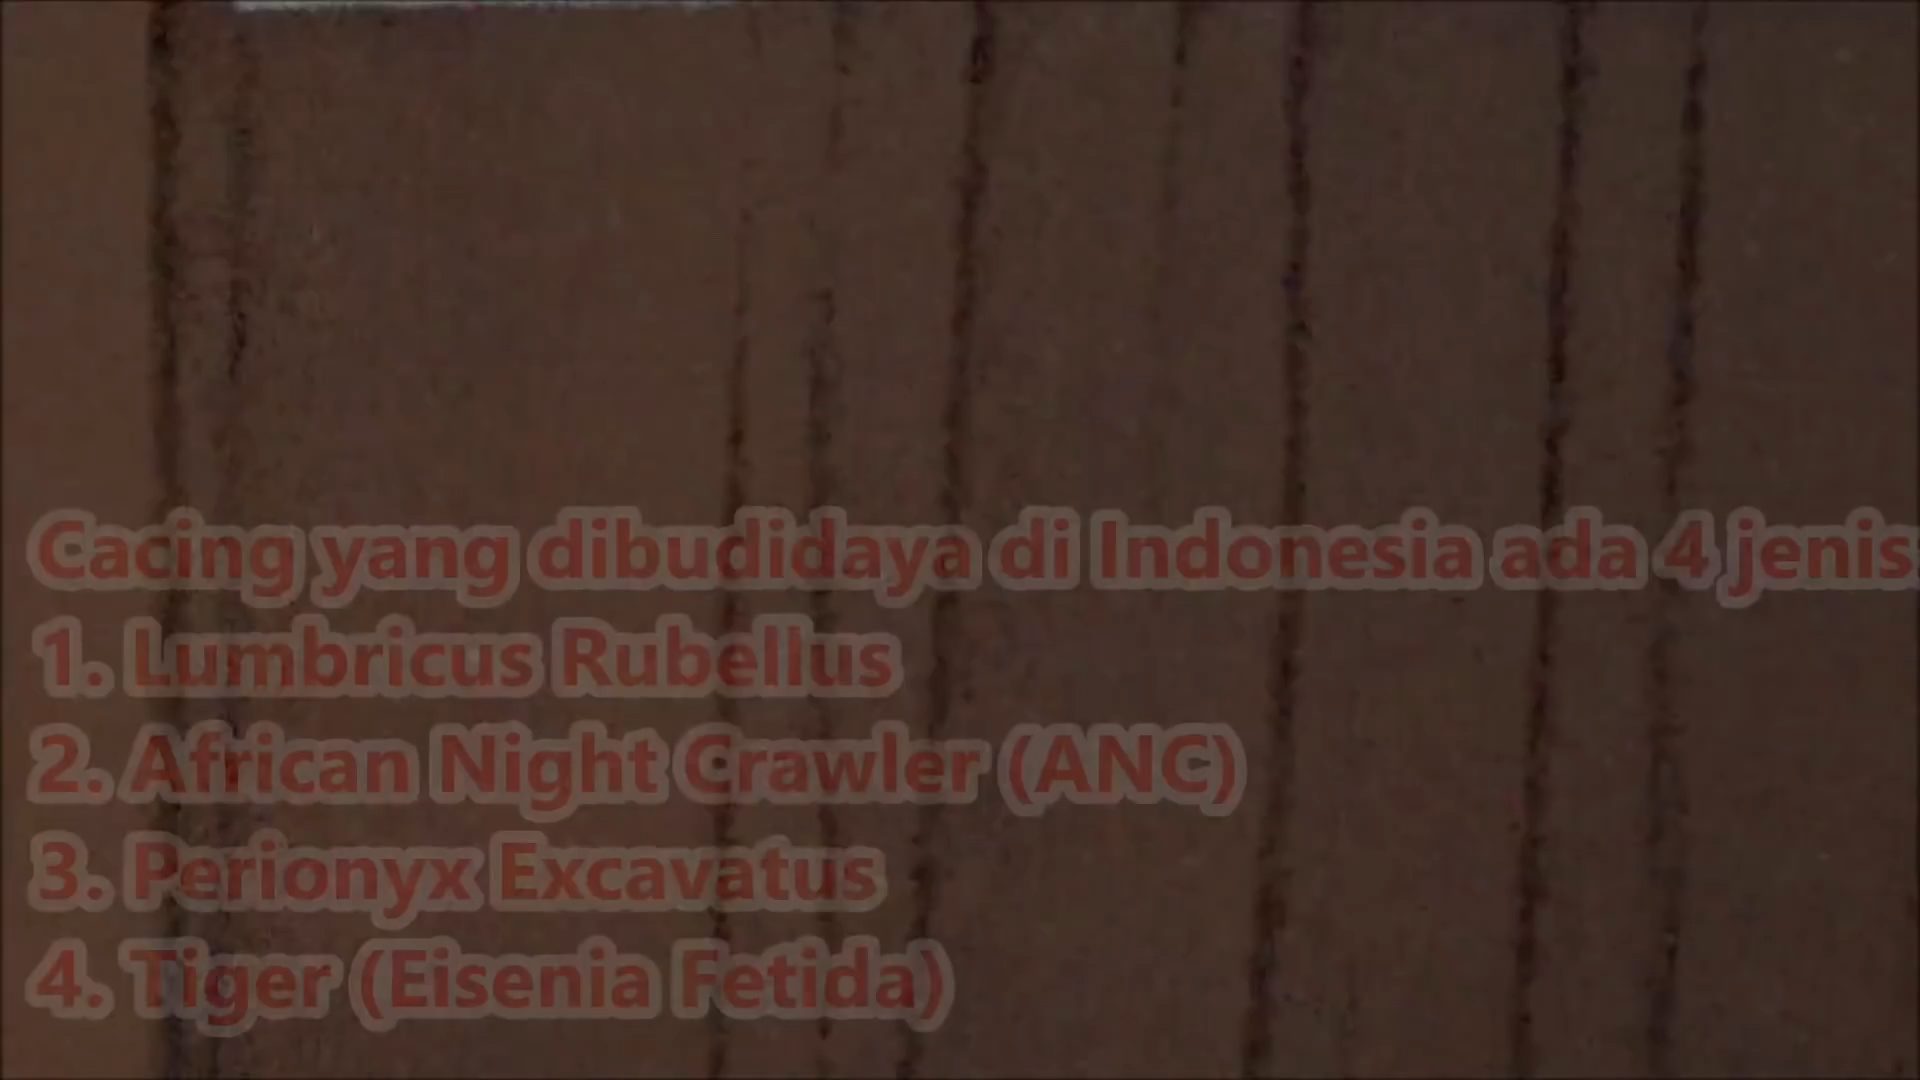 Cacing yang dibudidaya di Indonesia ada 4 jenis
1. Lumbricus Rubellus
2. African Night Crawler (ANC)
3. Perionyx Excavatus
4. Tiger (Eisenia Fetida)